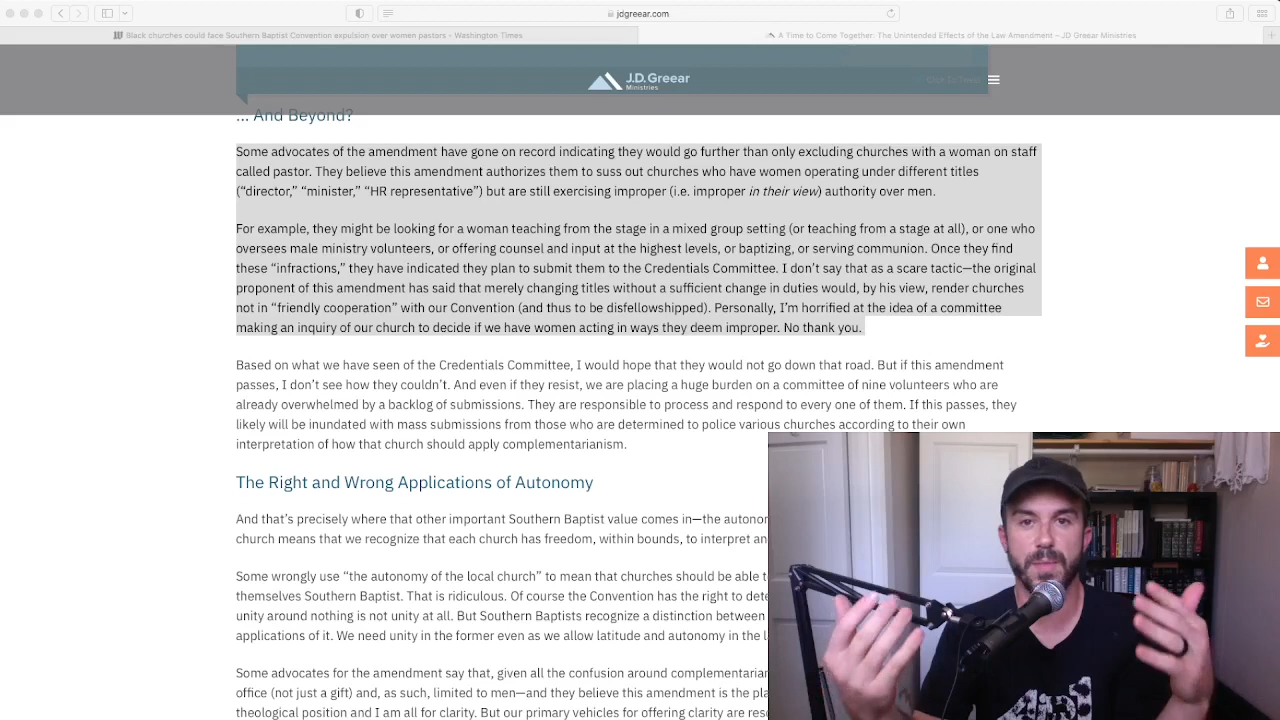 jdgreear.com
Black churches could face Southern Baptist Convention expulsion over women pastors - Washington Times
A Time to Come Together: The Unintended Effects of the Law Amendment – JD Greear Ministries
J.D.Greear
Ministries
... And Beyond?
Some advocates of the amendment have gone on record indicating they would go further than only excluding churches with a woman on staff
called pastor. They believe this amendment authorizes them to suss out churches who have women operating under different titles
(“director,” “minister,” “HR representative”) but are still exercising improper (i.e. improper in their view) authority over men.
For example, they might be looking for a woman teaching from the stage in a mixed group setting (or teaching from a stage at all), or one who
oversees male ministry volunteers, or offering counsel and input at the highest levels, or baptizing, or serving communion. Once they find
these “infractions,” they have indicated they plan to submit them to the Credentials Committee. I don’t say that as a scare tactic—the original
proponent of this amendment has said that merely changing titles without a sufficient change in duties would, by his view, render churches
not in “friendly cooperation” with our Convention (and thus to be disfellowshipped). Personally, I’m horrified at the idea of a committee
making an inquiry of our church to decide if we have women acting in ways they deem improper. No thank you.
Based on what we have seen of the Credentials Committee, I would hope that they would not go down that road. But if this amendment
passes, I don’t see how they couldn’t. And even if they resist, we are placing a huge burden on a committee of nine volunteers who are
already overwhelmed by a backlog of submissions. They are responsible to process and respond to every one of them. If this passes, they
likely will be inundated with mass submissions from those who are determined to police various churches according to their own
interpretation of how that church should apply complementarianism.
The Right and Wrong Applications of Autonomy
And that’s precisely where that other important Southern Baptist value comes in—the autonom
church means that we recognize that each church has freedom, within bounds, to interpret an
Some wrongly use “the autonomy of the local church” to mean that churches should be able t
themselves Southern Baptist. That is ridiculous. Of course the Convention has the right to dete
unity around nothing is not unity at all. But Southern Baptists recognize a distinction between
applications of it. We need unity in the former even as we allow latitude and autonomy in the l
Some advocates for the amendment say that, given all the confusion around complementarian
office (not just a gift) and, as such, limited to men—and they believe this amendment is the pla
theological position and I am all for clarity. But our primary vehicles for offering clarity are reso